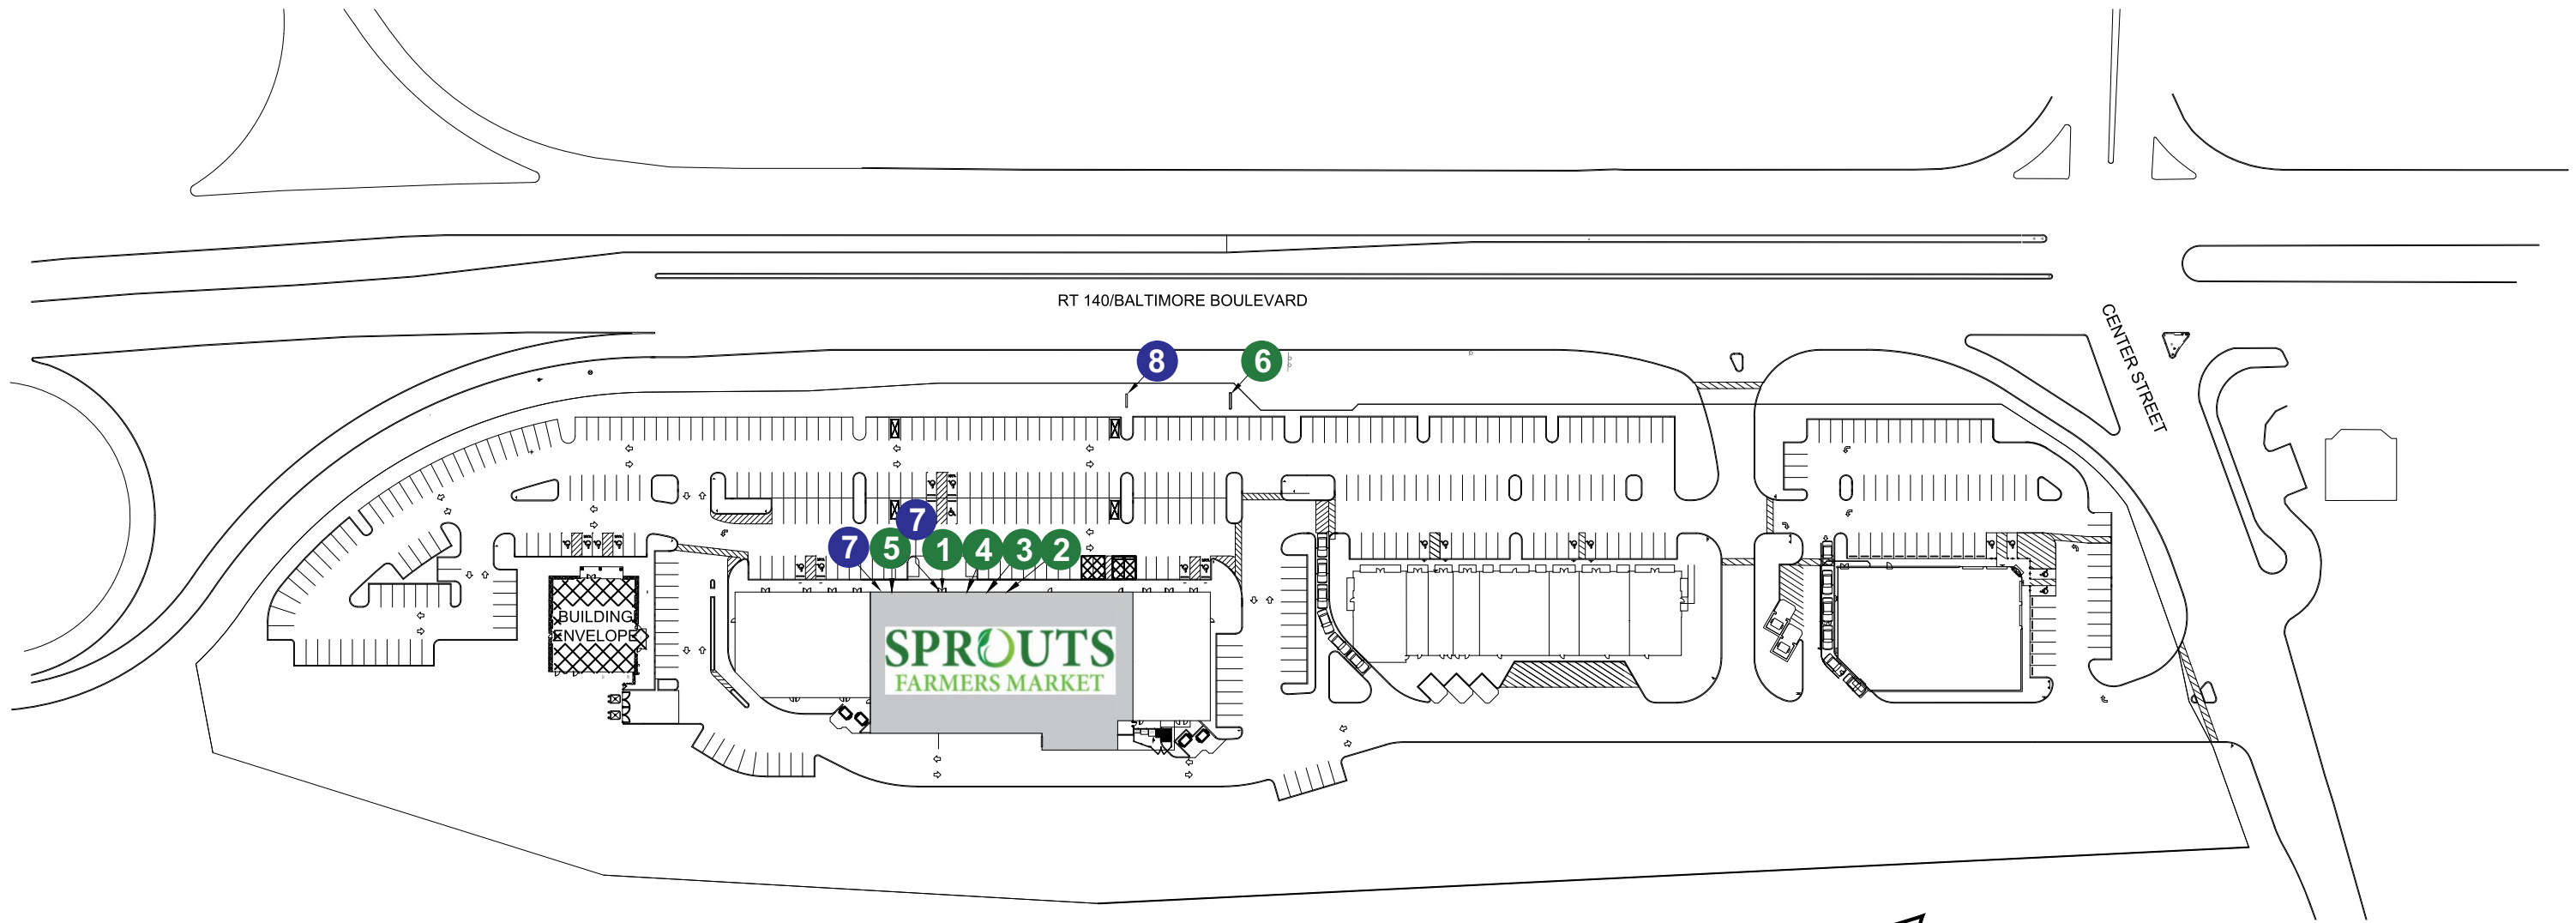 RT 140/BALTIMORE BOULEVARD
CENTER STREET
8
6
7
7
5
1
4
3
2
BUILDING
ENVELOPE
SPROUTS
FARMERS MARKET